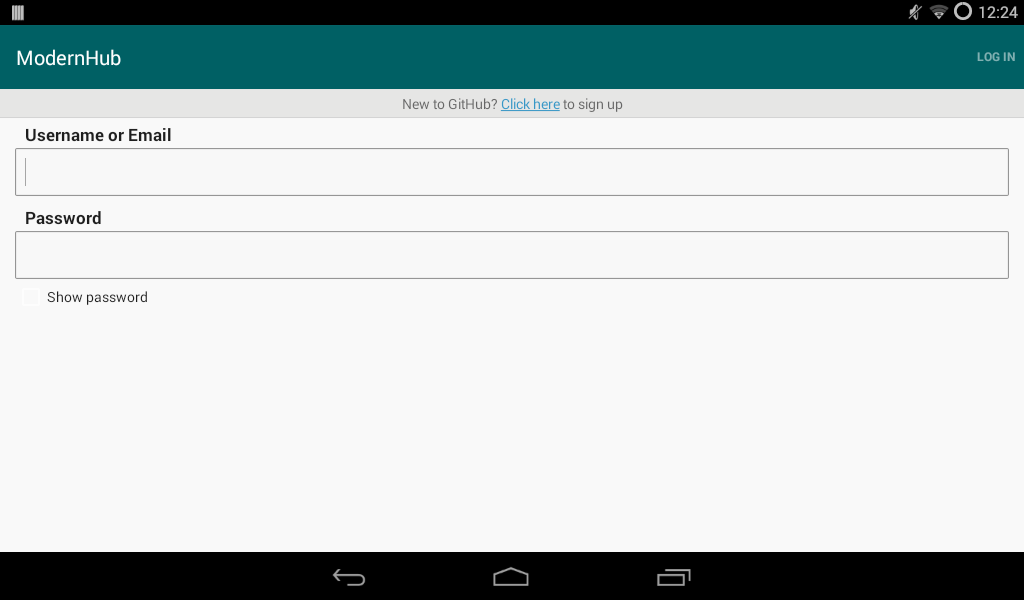 12:24
ModernHub
LOG IN
New to GitHub? Click here to sign up
Username or Email
Password
Show password